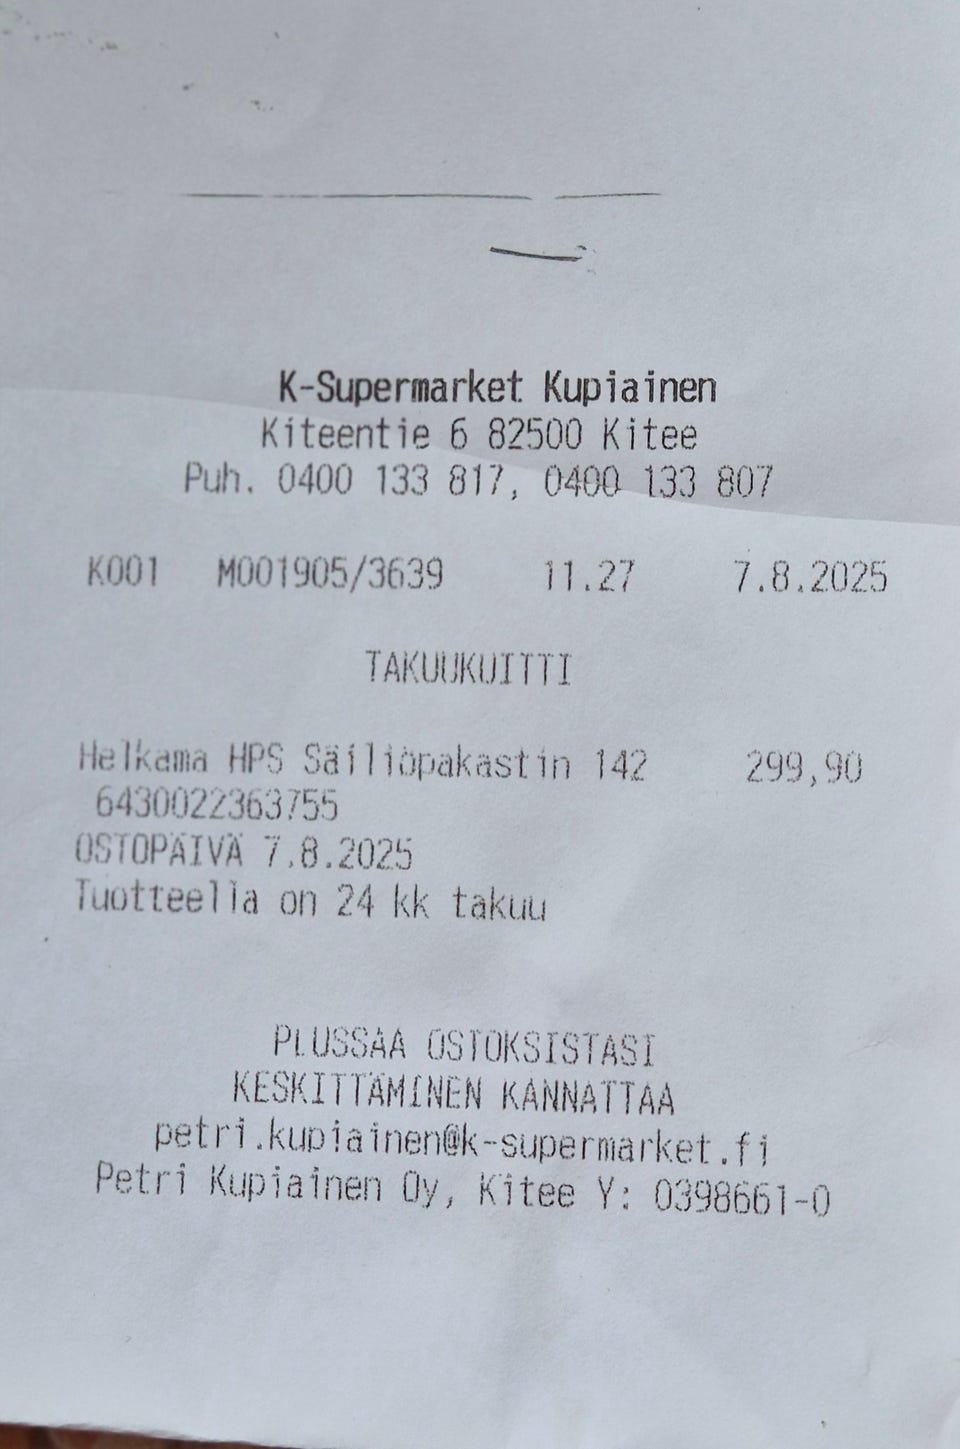 K-Supermarket Kupiainen
Kiteentie 6 82500 Kitee
Puh. 0400 133 817, 0400 133 807
K001 M001905/3639 11.27 7.8.2025
TAKUUKUITTI
Helkama HPS Säiliöpakastin 142 299,90
6430022363755
OSTOPÄIVÄ 7.8.2025
Tuotteella on 24 kk takuu
PLUSSAA OSTOKSISTASI
KESKITTÄMINEN KANNATTAA
petri.kupiainen@k-supermarket.fi
Petri Kupiainen Oy, Kitee Y: 0398661-0